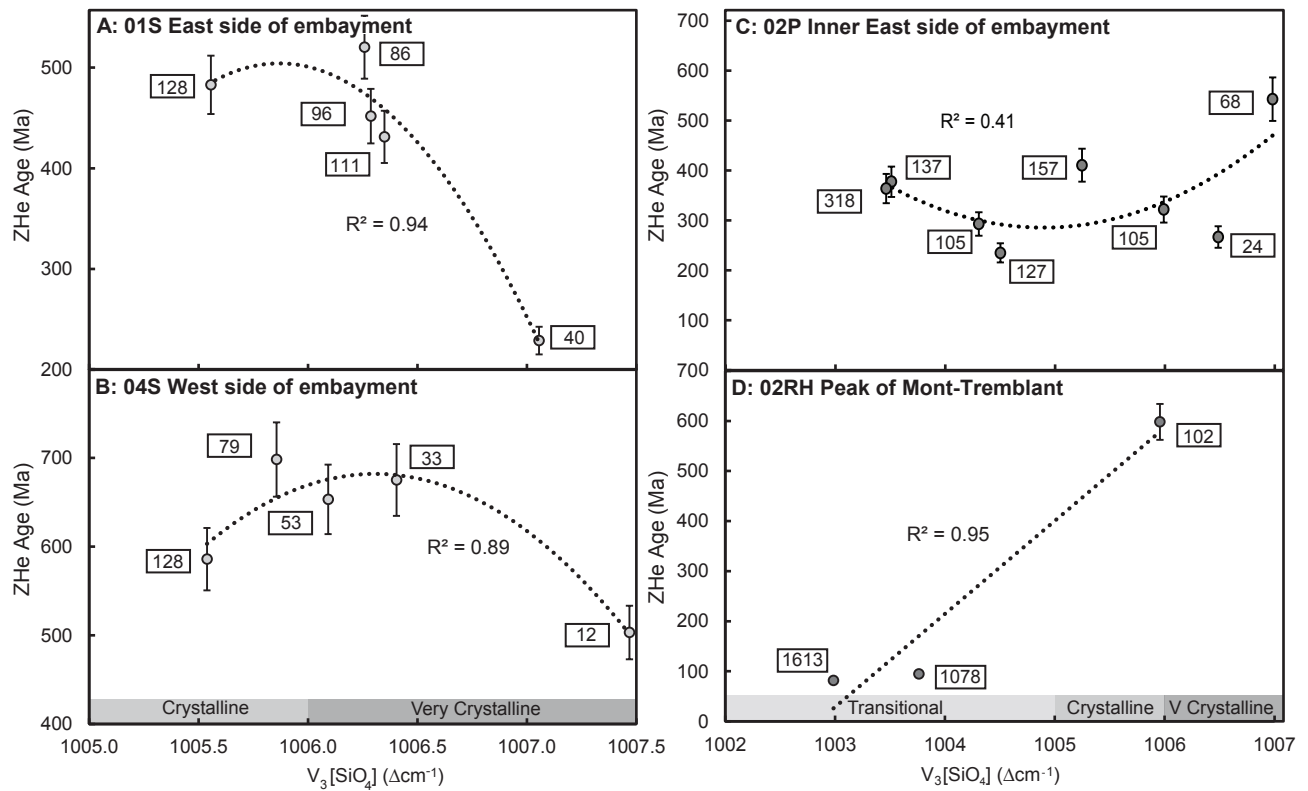 A: 01S East side of embayment
ZHe Age (Ma)
500
400
300
200
128
86
96
111
R² = 0.94
40
B: 04S West side of embayment
ZHe Age (Ma)
700
600
500
400
79
33
53
128
R² = 0.89
12
Crystalline
Very Crystalline
1005.0
1005.5
1006.0
1006.5
1007.0
1007.5
V₃[SiO₄] (Δcm⁻¹)
C: 02P Inner East side of embayment
ZHe Age (Ma)
700
600
500
400
300
200
100
68
R² = 0.41
137
157
318
105
127
105
24
D: 02RH Peak of Mont-Tremblant
ZHe Age (Ma)
700
600
500
400
300
200
100
0
102
R² = 0.95
1613
1078
Transitional
Crystalline
V Crystalline
1002
1003
1004
1005
1006
1007
V₃[SiO₄] (Δcm⁻¹)